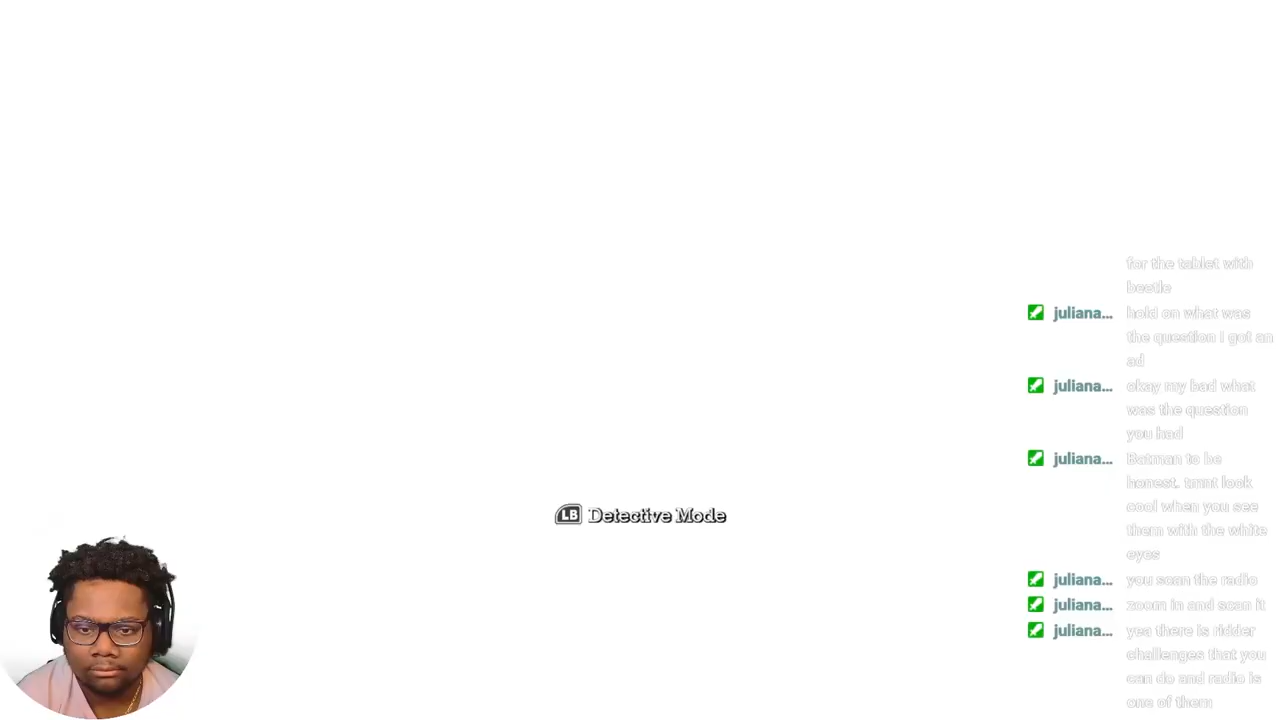 for the tablet with
beetle
juliana... hold on what was
the question I got an
ad
juliana... okay my bad what
was the question
you had
juliana... Batman to be
honest. tmnt look
cool when you see
them with the white
eyes
LB Detective Mode
juliana... you scan the radio
juliana... zoom in and scan it
juliana... yea there is ridder
challenges that you
can do and radio is
one of them